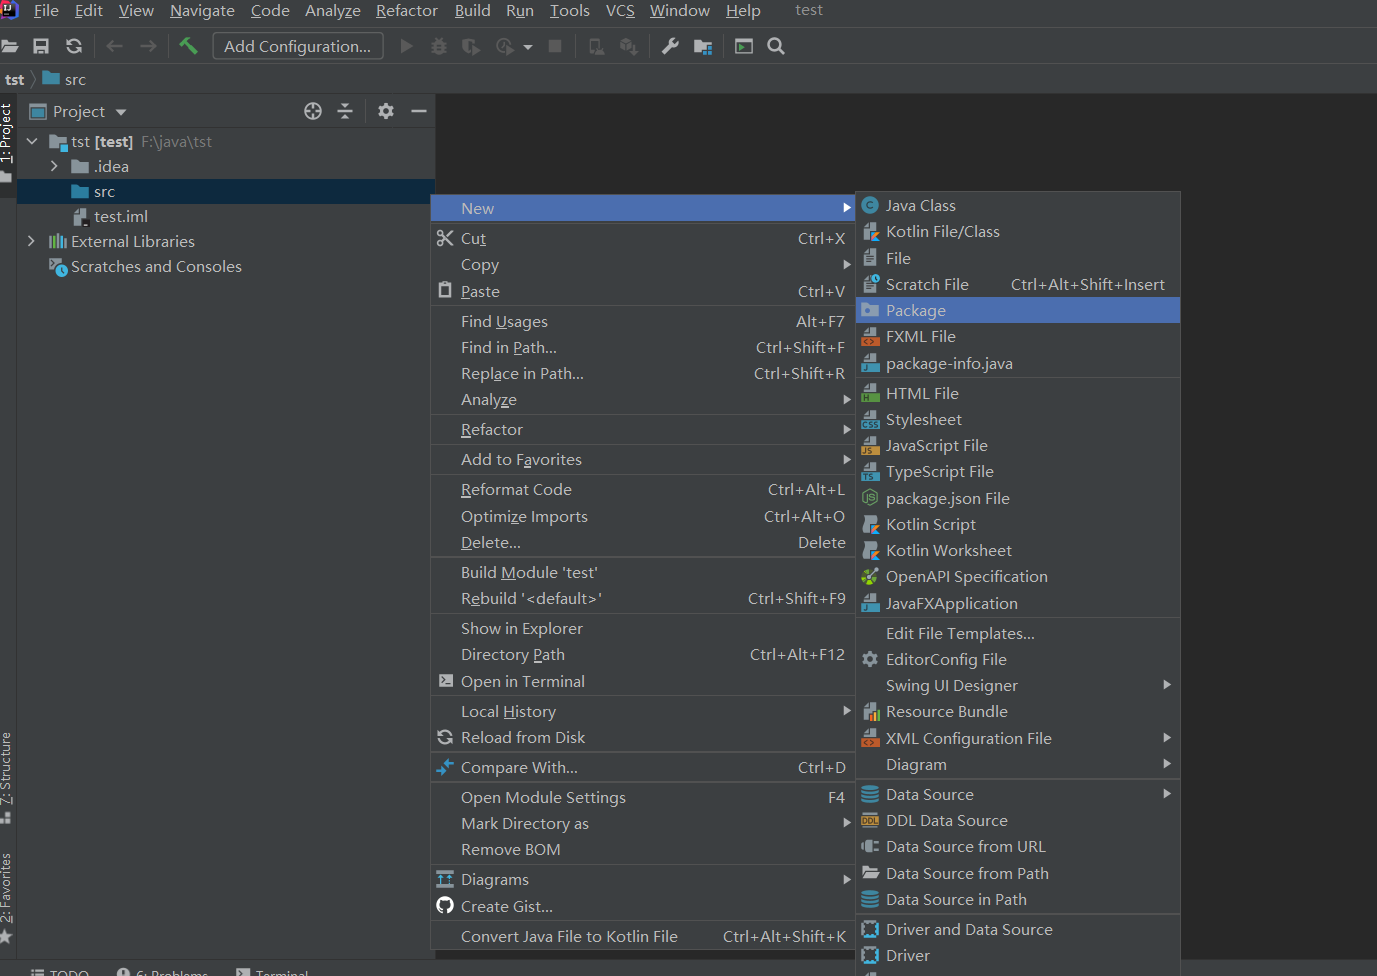 File Edit View Navigate Code Analyze Refactor Build Run Tools VCS Window Help test
Add Configuration...
tst src
Project
1: Project
tst [test] F:\java\tst
.idea
src
test.iml
External Libraries
Scratches and Consoles
New
Cut Ctrl+X
Copy
Paste Ctrl+V
Find Usages Alt+F7
Find in Path... Ctrl+Shift+F
Replace in Path... Ctrl+Shift+R
Analyze
Refactor
Add to Favorites
Reformat Code Ctrl+Alt+L
Optimize Imports Ctrl+Alt+O
Delete... Delete
Build Module 'test'
Rebuild '<default>' Ctrl+Shift+F9
Show in Explorer
Directory Path Ctrl+Alt+F12
Open in Terminal
Local History
Reload from Disk
Compare With... Ctrl+D
Open Module Settings F4
Mark Directory as
Remove BOM
Diagrams
Create Gist...
Convert Java File to Kotlin File Ctrl+Alt+Shift+K
Java Class
Kotlin File/Class
File
Scratch File Ctrl+Alt+Shift+Insert
Package
FXML File
package-info.java
HTML File
Stylesheet
JavaScript File
TypeScript File
package.json File
Kotlin Script
Kotlin Worksheet
OpenAPI Specification
JavaFXApplication
Edit File Templates...
EditorConfig File
Swing UI Designer
Resource Bundle
XML Configuration File
Diagram
Data Source
DDL Data Source
Data Source from URL
Data Source from Path
Data Source in Path
Driver and Data Source
Driver
7: Structure
2: Favorites
TODO 6: Problems Terminal